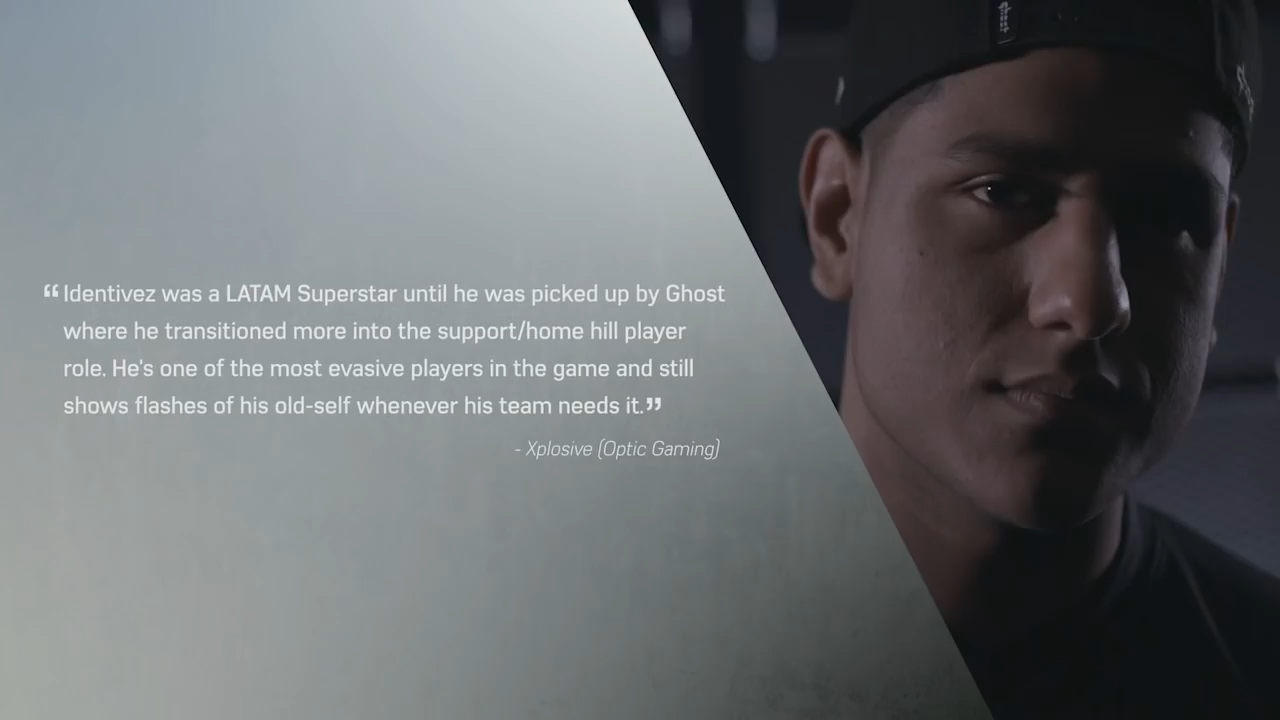 ghost
“Identivez was a LATAM Superstar until he was picked up by Ghost
where he transitioned more into the support/home hill player
role. He's one of the most evasive players in the game and still
shows flashes of his old-self whenever his team needs it.”
- Xplosive (Optic Gaming)